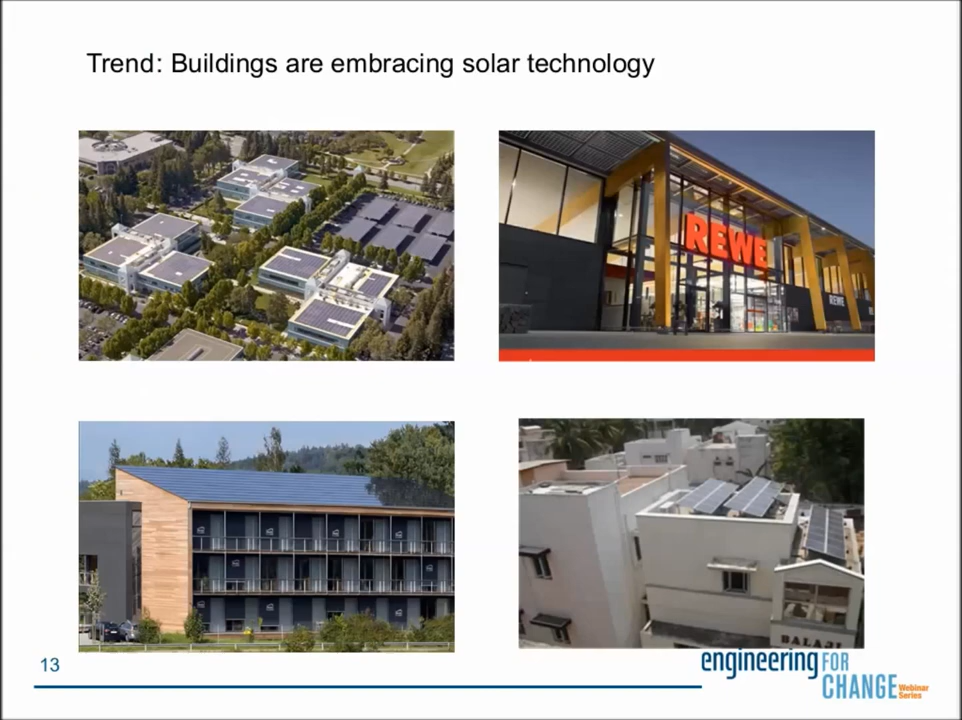 Trend: Buildings are embracing solar technology
REWE
REWE
BALAJI
13
engineering FOR
CHANGE Webinar
Series